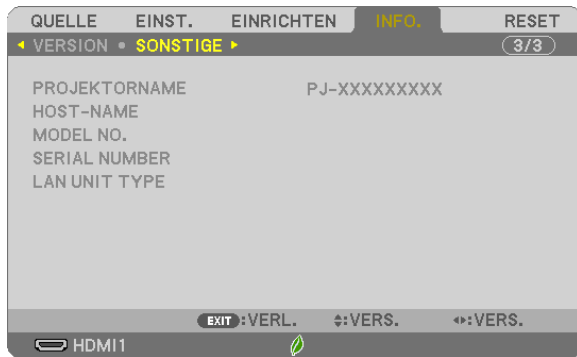 QUELLE EINST. EINRICHTEN INFO. RESET
VERSION • SONSTIGE 3/3
PROJEKTORNAME PJ-XXXXXXXXX
HOST-NAME
MODEL NO.
SERIAL NUMBER
LAN UNIT TYPE
EXIT :VERL. :VERS. :VERS.
HDMI1